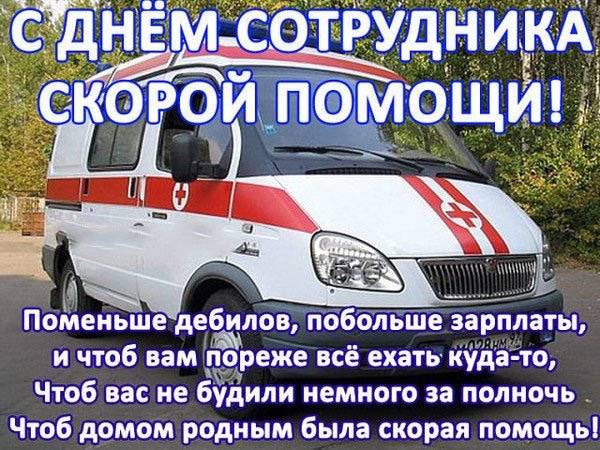 С ДНЁМ СОТРУДНИКА
СКОРОЙ ПОМОЩИ!
Поменьше дебилов, побольше зарплаты,
и чтоб вам пореже всё ехать куда-то,
Чтоб вас не будили немного за полночь
Чтоб домом родным была скорая помощь!